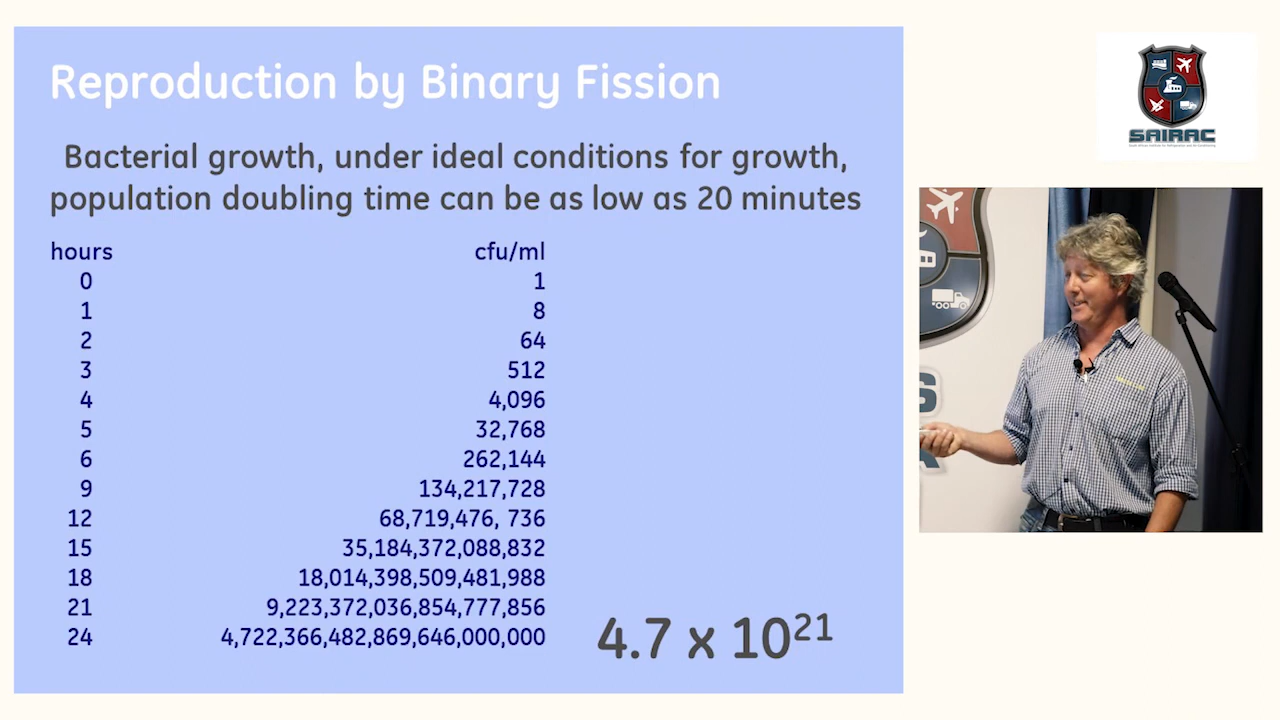 Reproduction by Binary Fission
Bacterial growth, under ideal conditions for growth,
population doubling time can be as low as 20 minutes
hours cfu/ml
0 1
1 8
2 64
3 512
4 4,096
5 32,768
6 262,144
9 134,217,728
12 68,719,476, 736
15 35,184,372,088,832
18 18,014,398,509,481,988
21 9,223,372,036,854,777,856
24 4,722,366,482,869,646,000,000
4.7 x 10²¹
SAIRAC